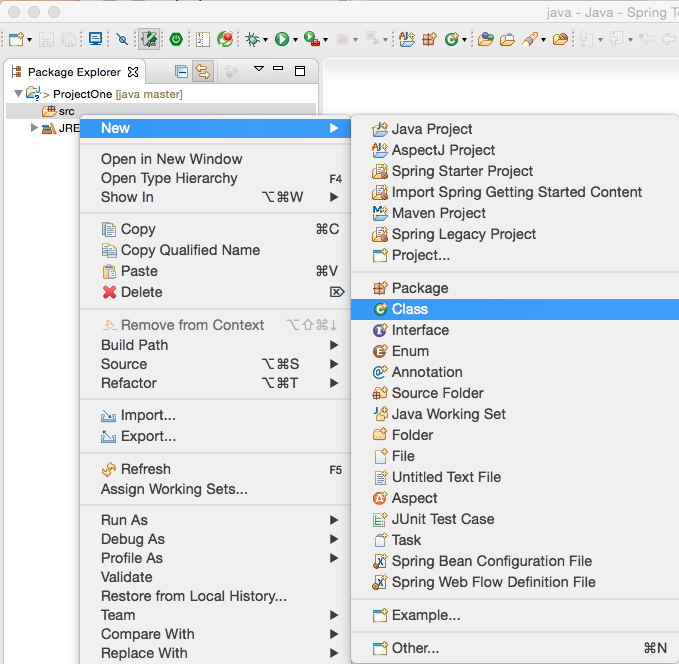 java - Java - Spring T
Package Explorer
> ProjectOne [java master]
src
JRE
New
Open in New Window
Open Type Hierarchy F4
Show In ⌥⌘W
Copy ⌘C
Copy Qualified Name
Paste ⌘V
Delete ⌦
Remove from Context ⌥⇧⌘↓
Build Path
Source ⌥⌘S
Refactor ⌥⌘T
Import...
Export...
Refresh F5
Assign Working Sets...
Run As
Debug As
Profile As
Validate
Restore from Local History...
Team
Compare With
Replace With
Java Project
AspectJ Project
Spring Starter Project
Import Spring Getting Started Content
Maven Project
Spring Legacy Project
Project...
Package
Class
Interface
Enum
Annotation
Source Folder
Java Working Set
Folder
File
Untitled Text File
Aspect
JUnit Test Case
Task
Spring Bean Configuration File
Spring Web Flow Definition File
Example...
Other... ⌘N